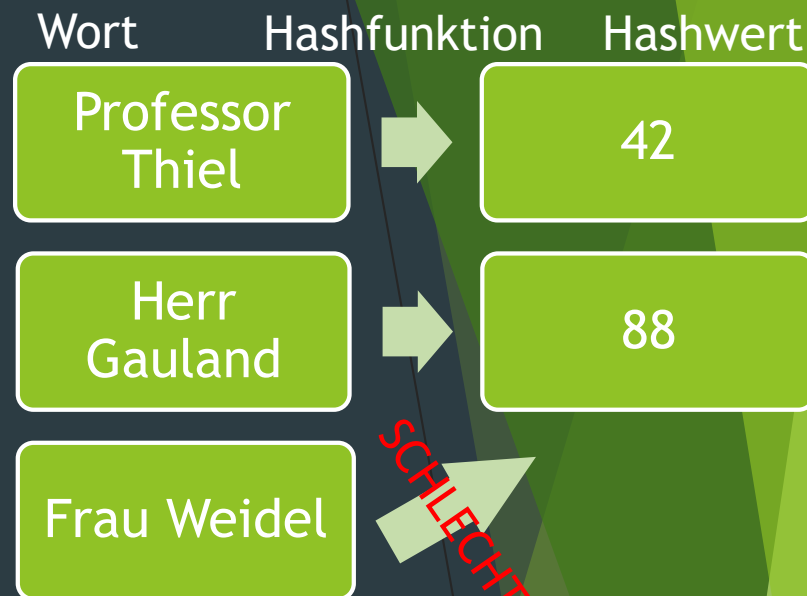 Wort Hashfunktion Hashwert
Professor
Thiel
42
Herr
Gauland
88
Frau Weidel
SCHLECHT